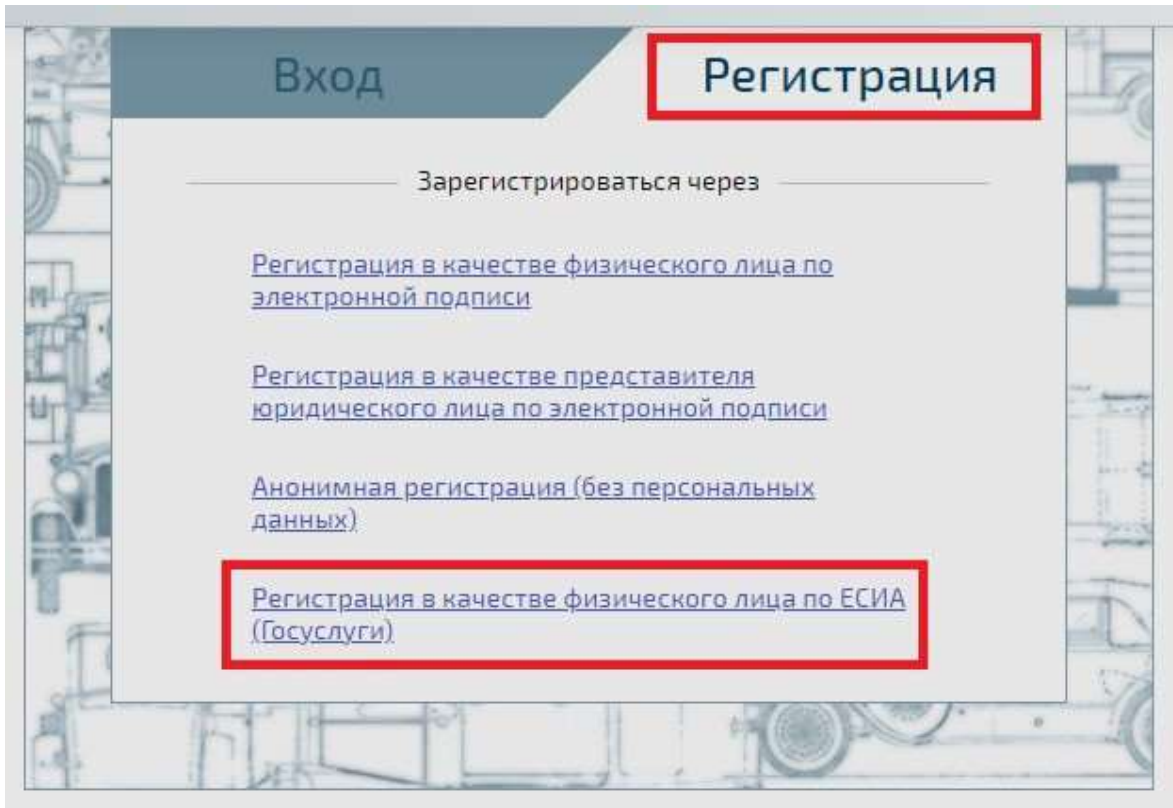 Вход
Регистрация
Зарегистрироваться через
Регистрация в качестве физического лица по
электронной подписи
Регистрация в качестве представителя
юридического лица по электронной подписи
Анонимная регистрация (без персональных
данных)
Регистрация в качестве физического лица по ЕСИА
(Госуслуги)